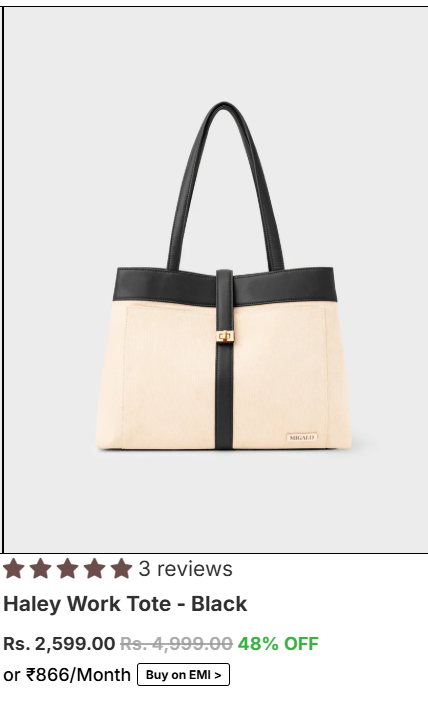 MIGALO
3 reviews
Haley Work Tote - Black
Rs. 2,599.00 Rs. 4,999.00 48% OFF
or ₹866/Month Buy on EMI >